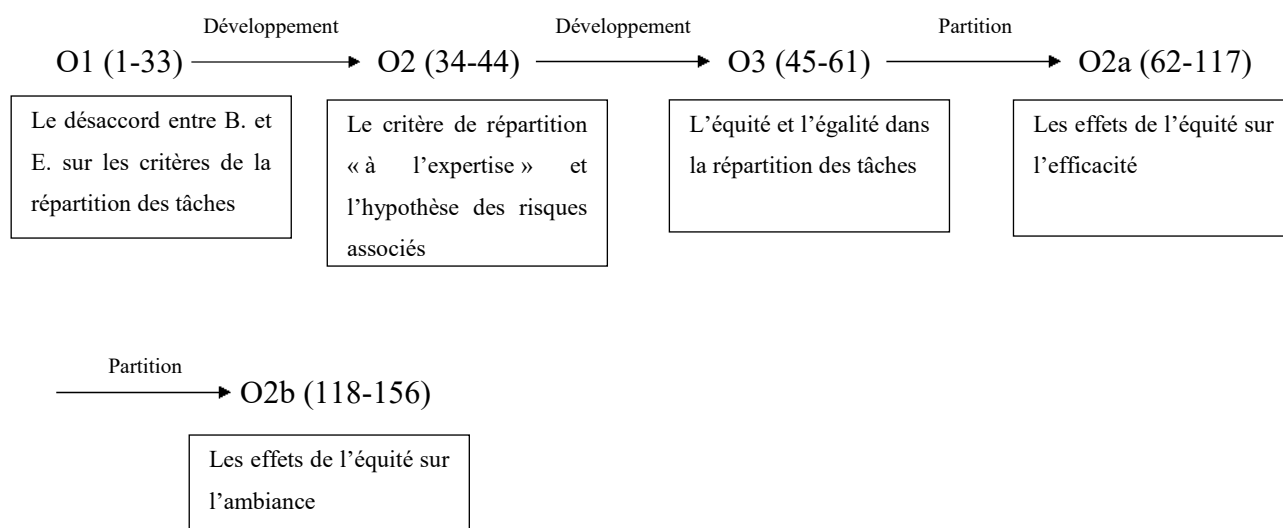 Développement Développement Partition
O1 (1-33) O2 (34-44) O3 (45-61) O2a (62-117)
Le désaccord entre B. et
E. sur les critères de la
répartition des tâches
Le critère de répartition
« à l’expertise » et
l’hypothèse des risques
associés
L’équité et l’égalité dans
la répartition des tâches
Les effets de l’équité sur
l’efficacité
Partition
O2b (118-156)
Les effets de l’équité sur
l’ambiance